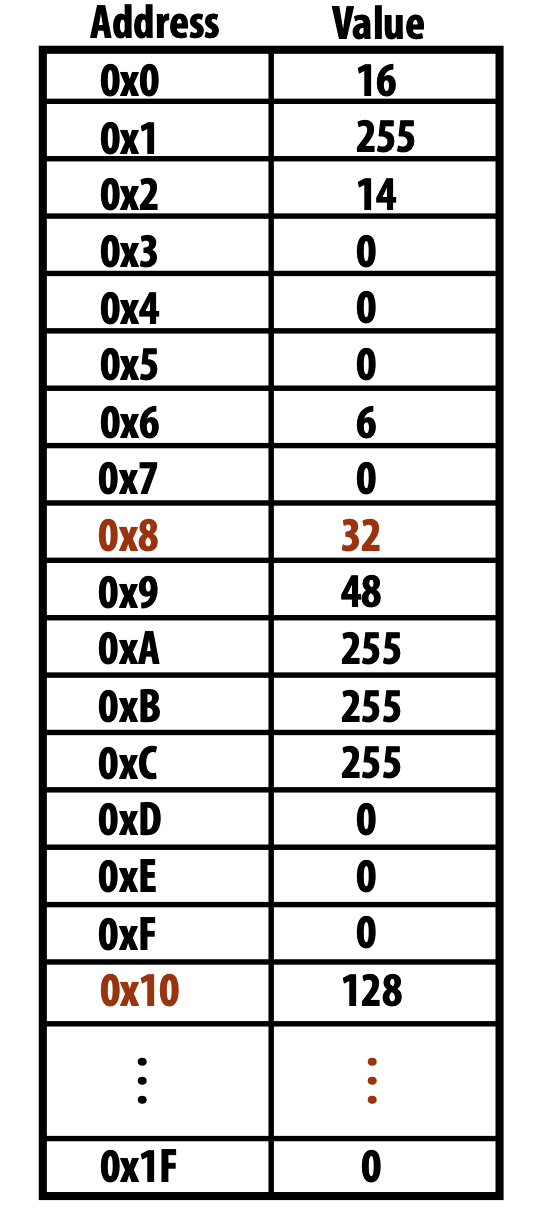 Address Value
0x0 16
0x1 255
0x2 14
0x3 0
0x4 0
0x5 0
0x6 6
0x7 0
0x8 32
0x9 48
0xA 255
0xB 255
0xC 255
0xD 0
0xE 0
0xF 0
0x10 128
⋮ ⋮
0x1F 0